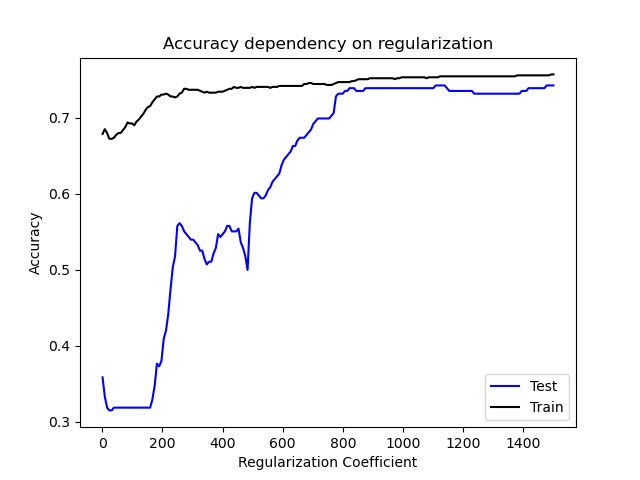 Accuracy dependency on regularization
Accuracy
0.7
0.6
0.5
0.4
0.3
0
200
400
600
800
1000
1200
1400
Regularization Coefficient
Test
Train